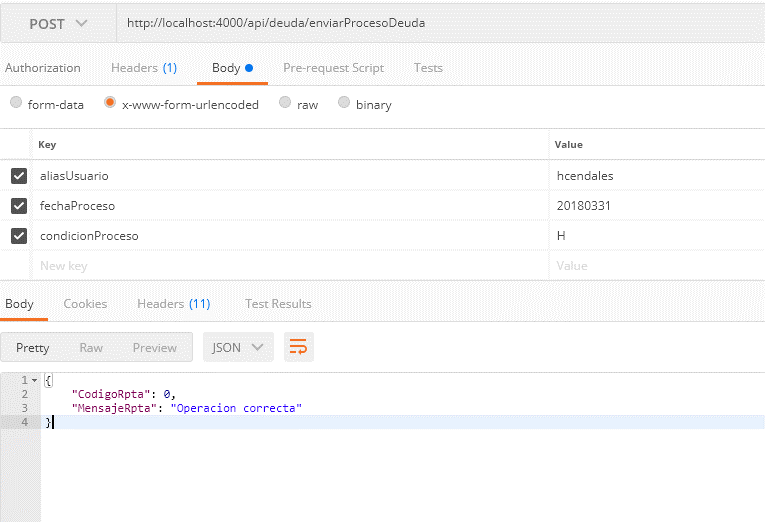 POST http://localhost:4000/api/deuda/enviarProcesoDeuda
Authorization Headers (1) Body Pre-request Script Tests
form-data x-www-form-urlencoded raw binary
Key Value
aliasUsuario hcendales
fechaProceso 20180331
condicionProceso H
New key Value
Body Cookies Headers (11) Test Results
Pretty Raw Preview JSON
1 {
2 "CodigoRpta": 0,
3 "MensajeRpta": "Operacion correcta"
4 }